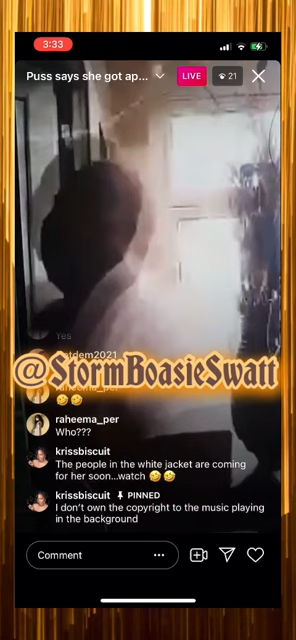 3:33
Puss says she got ap...
LIVE
21
Yes
@StormBoasieSwatt
🤣🤣
raheema_per
Who???
krissbiscuit
The people in the white jacket are coming
for her soon...watch 🤣🤣
krissbiscuit PINNED
I don't own the copyright to the music playing
in the background
Comment